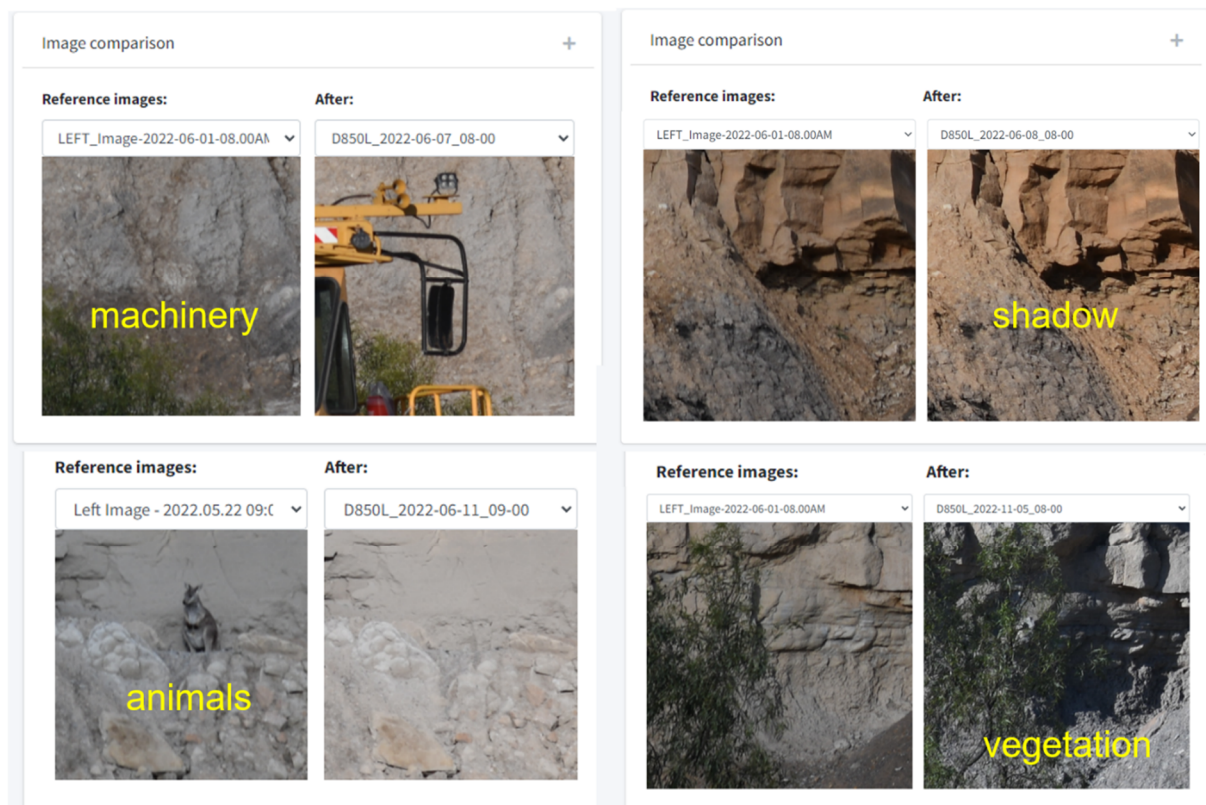 Image comparison
+
Reference images:
After:
LEFT_Image-2022-06-01-08.00AM
D850L_2022-06-07_08-00
machinery
Image comparison
+
Reference images:
After:
LEFT_Image-2022-06-01-08.00AM
D850L_2022-06-08_08-00
shadow
Reference images:
After:
Left Image - 2022.05.22 09:0
D850L_2022-06-11_09-00
animals
Reference images:
After:
LEFT_Image-2022-06-01-08.00AM
D850L_2022-11-05_08-00
vegetation